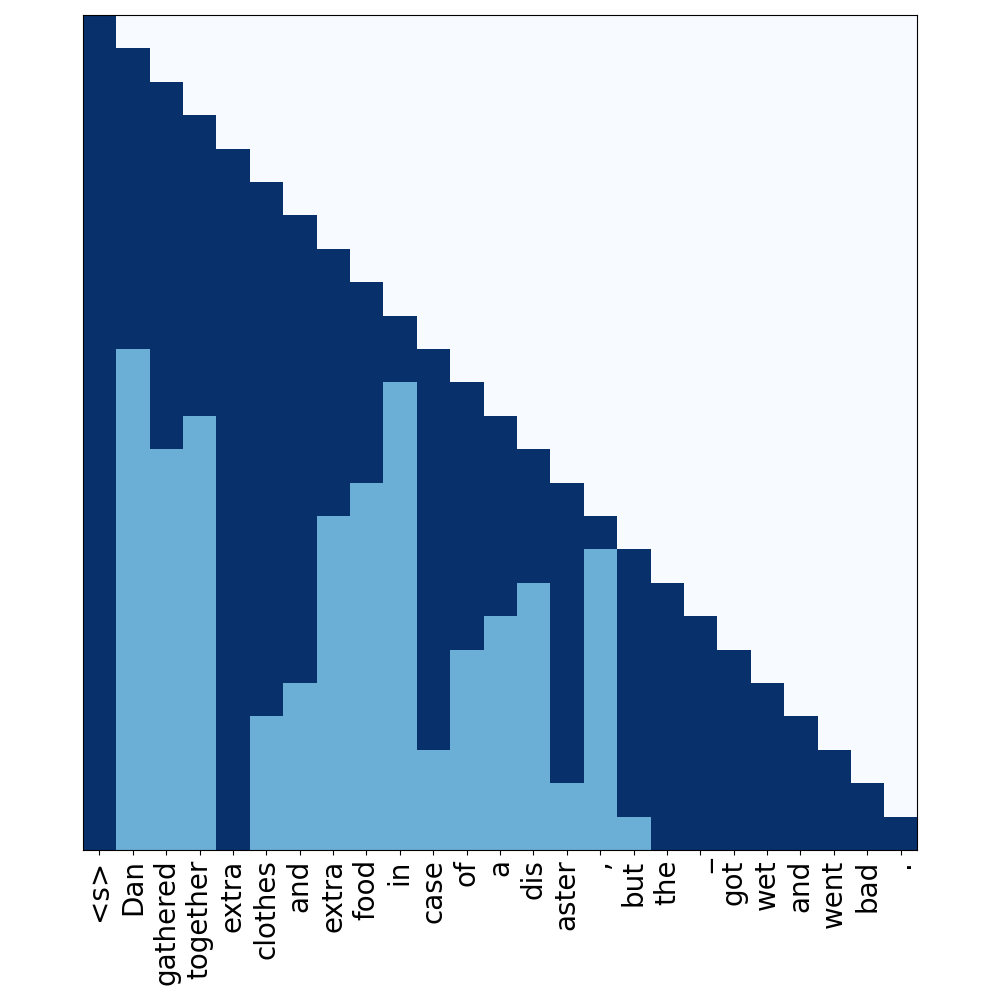 <s>
Dan
gathered
together
extra
clothes
and
extra
food
in
case
of
a
dis
aster
,
but
the
_
got
wet
and
went
bad
.